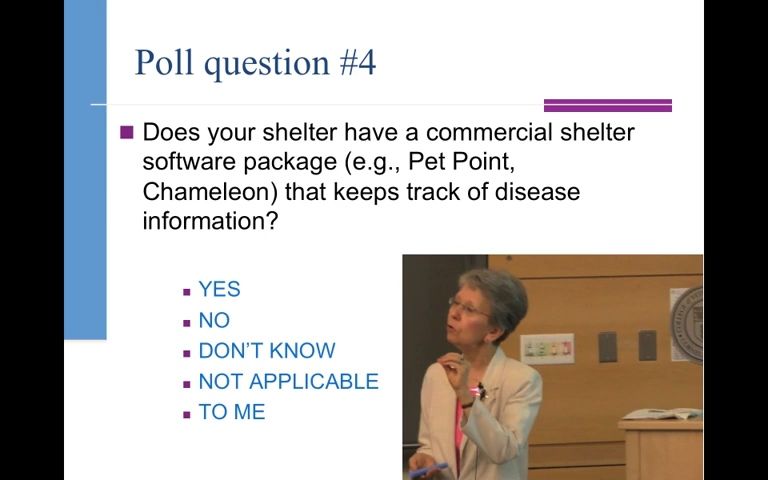 Poll question #4
Does your shelter have a commercial shelter
software package (e.g., Pet Point,
Chameleon) that keeps track of disease
information?
YES
NO
DON'T KNOW
NOT APPLICABLE
TO ME